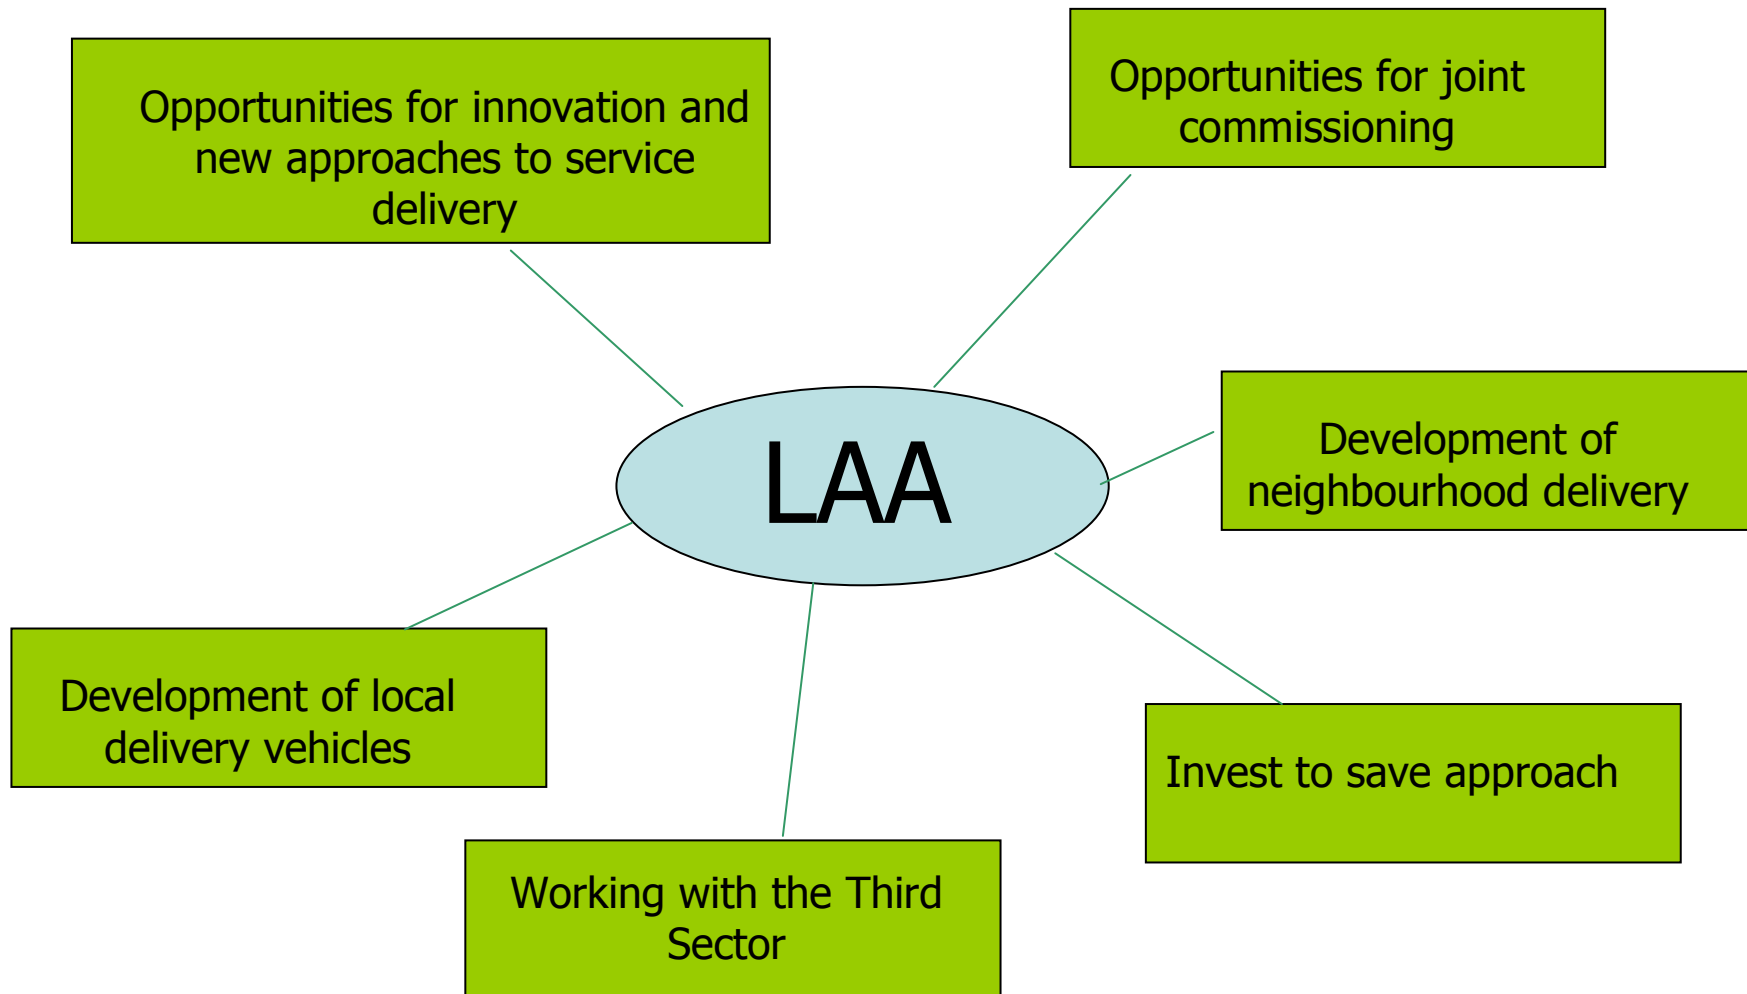 Opportunities for innovation and
new approaches to service
delivery
Opportunities for joint
commissioning
LAA
Development of
neighbourhood delivery
Development of local
delivery vehicles
Invest to save approach
Working with the Third
Sector